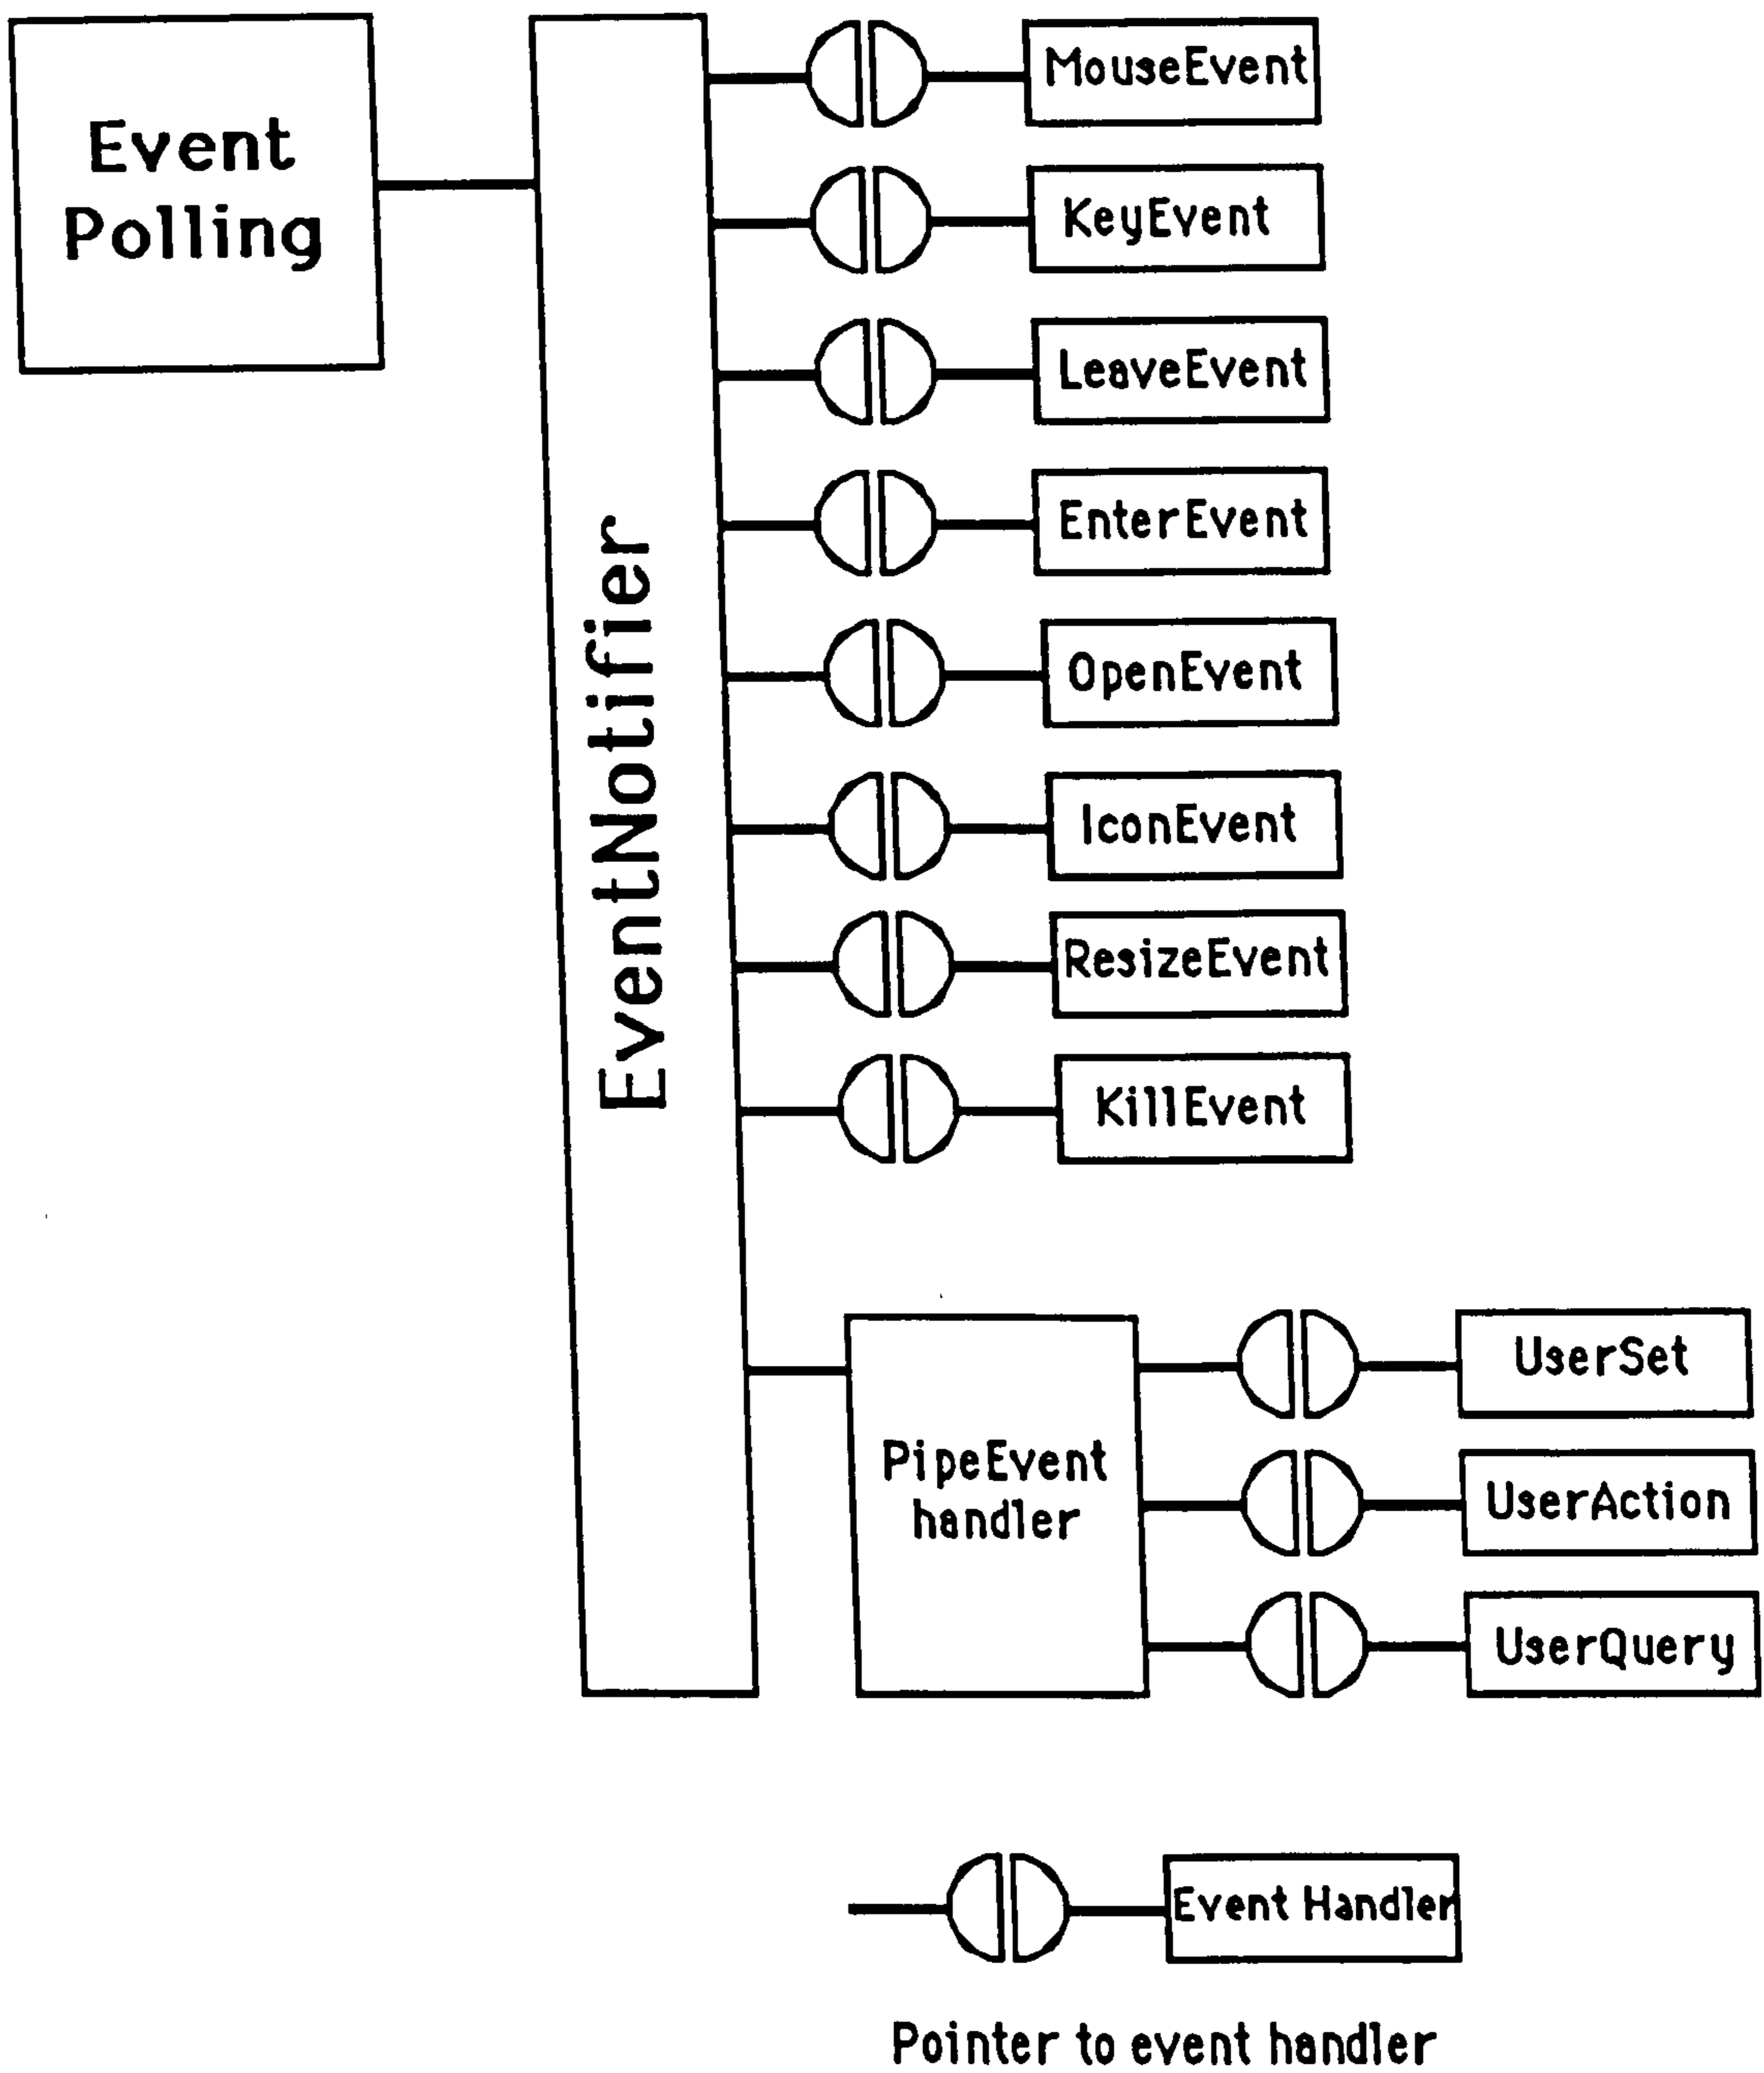 Event
Polling
EventNotifier
MouseEvent
KeyEvent
LeaveEvent
EnterEvent
OpenEvent
IconEvent
ResizeEvent
KillEvent
PipeEvent
handler
UserSet
UserAction
UserQuery
Event Handler
Pointer to event handler